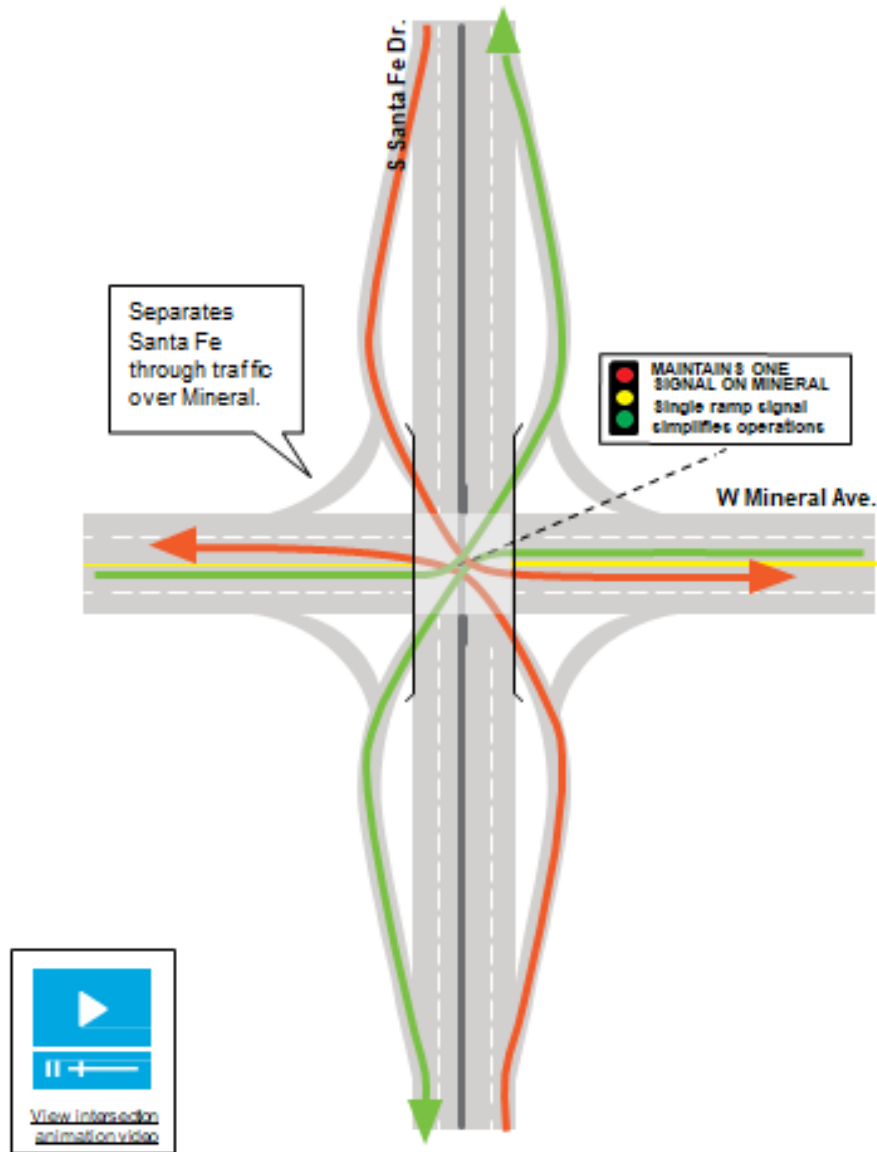 S Santa Fe Dr.
Separates
Santa Fe
through traffic
over Mineral.
MAINTAINS ONE
SIGNAL ON MINERAL
Single ramp signal
simplifies operations
W Mineral Ave.
View intersection
animation video